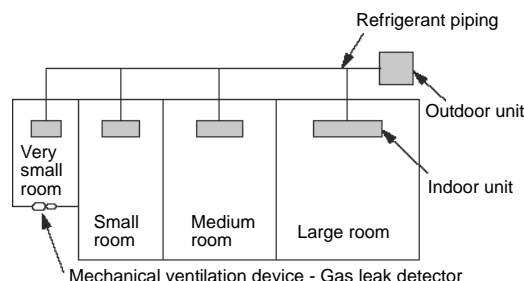 Refrigerant piping
Outdoor unit
Very
small
room
Indoor unit
Small
room
Medium
room
Large room
Mechanical ventilation device - Gas leak detector